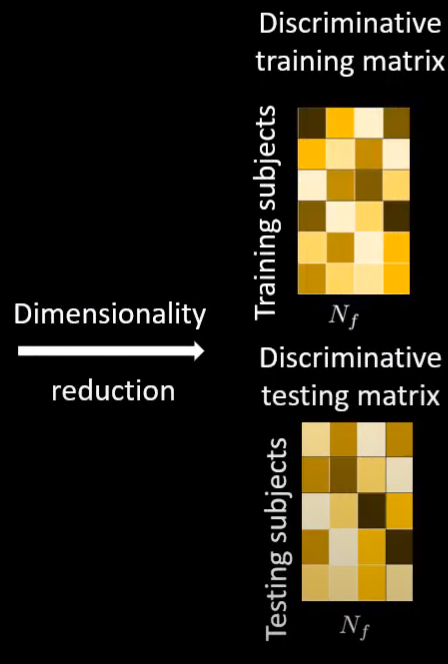 Discriminative
training matrix
Training subjects
N_f
Dimensionality
reduction
Discriminative
testing matrix
Testing subjects
N_f